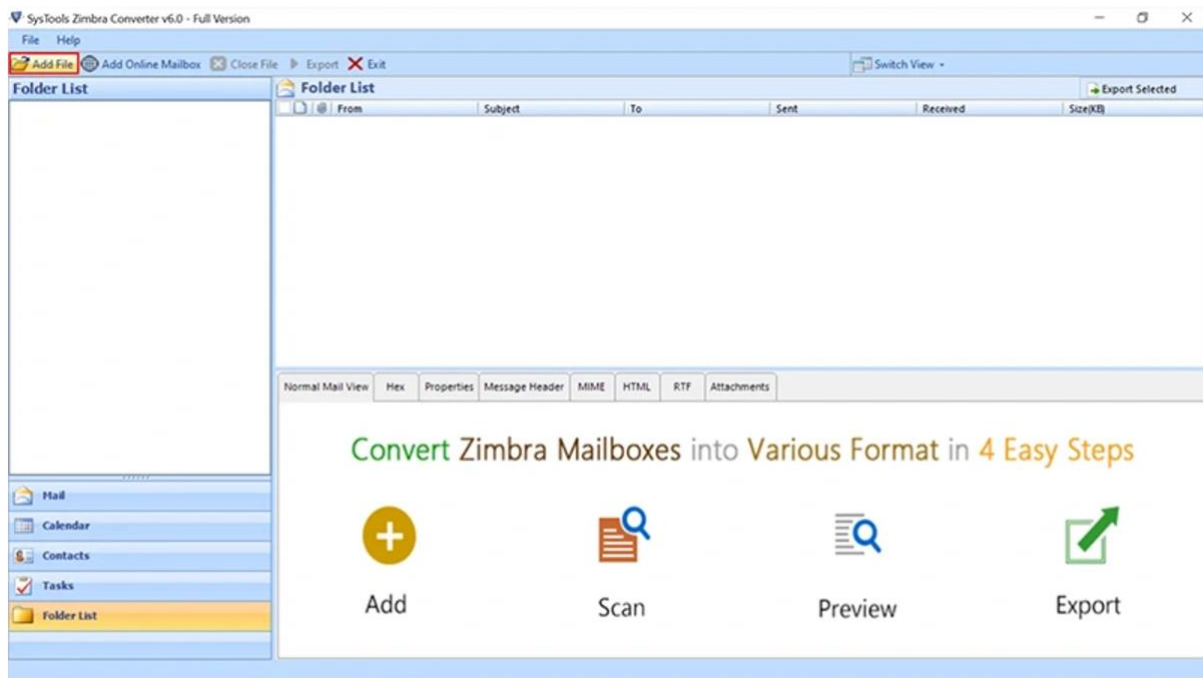 SysTools Zimbra Converter v6.0 - Full Version
File Help
Add File Add Online Mailbox Close File Export Exit Switch View
Folder List
Folder List Export Selected
From Subject To Sent Received Size(KB)
Normal Mail View Hex Properties Message Header MIME HTML RTF Attachments
Convert Zimbra Mailboxes into Various Format in 4 Easy Steps
Add Scan Preview Export
Mail
Calendar
Contacts
Tasks
Folder List